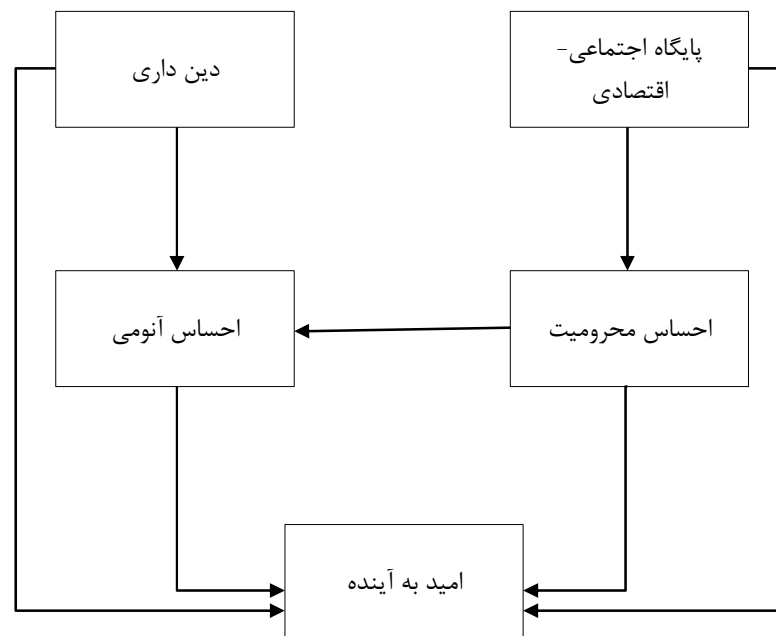 پایگاه اجتماعی-
اقتصادی
دین داری
احساس محرومیت
احساس آنومی
امید به آینده